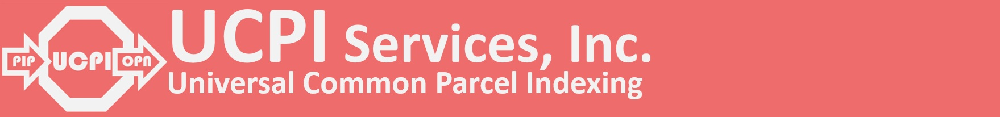 PIP UCPI OPN
UCPI Services, Inc.
Universal Common Parcel Indexing